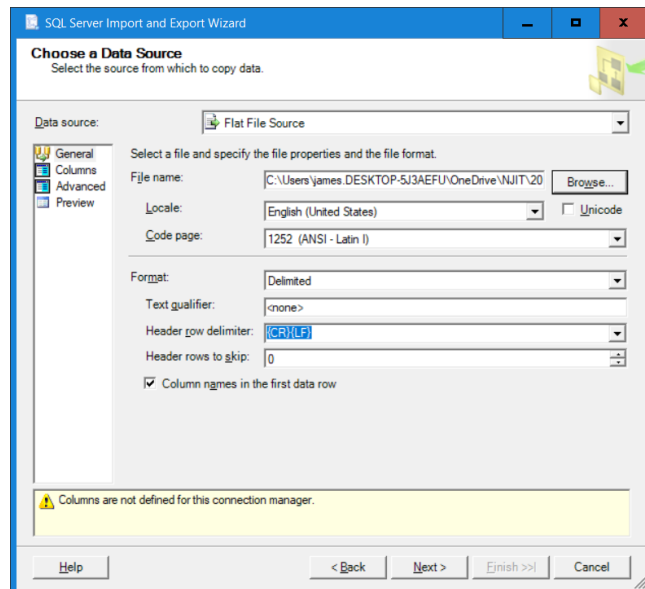 SQL Server Import and Export Wizard
Choose a Data Source
Select the source from which to copy data.
Data source: Flat File Source
General
Columns
Advanced
Preview
Select a file and specify the file properties and the file format.
File name: C:\Users\james.DESKTOP-5J3AEFU\OneDrive\NJIT\20 Browse...
Locale: English (United States) Unicode
Code page: 1252 (ANSI - Latin I)
Format: Delimited
Text qualifier: <none>
Header row delimiter: {CR}{LF}
Header rows to skip: 0
Column names in the first data row
Columns are not defined for this connection manager.
Help < Back Next > Finish >>| Cancel